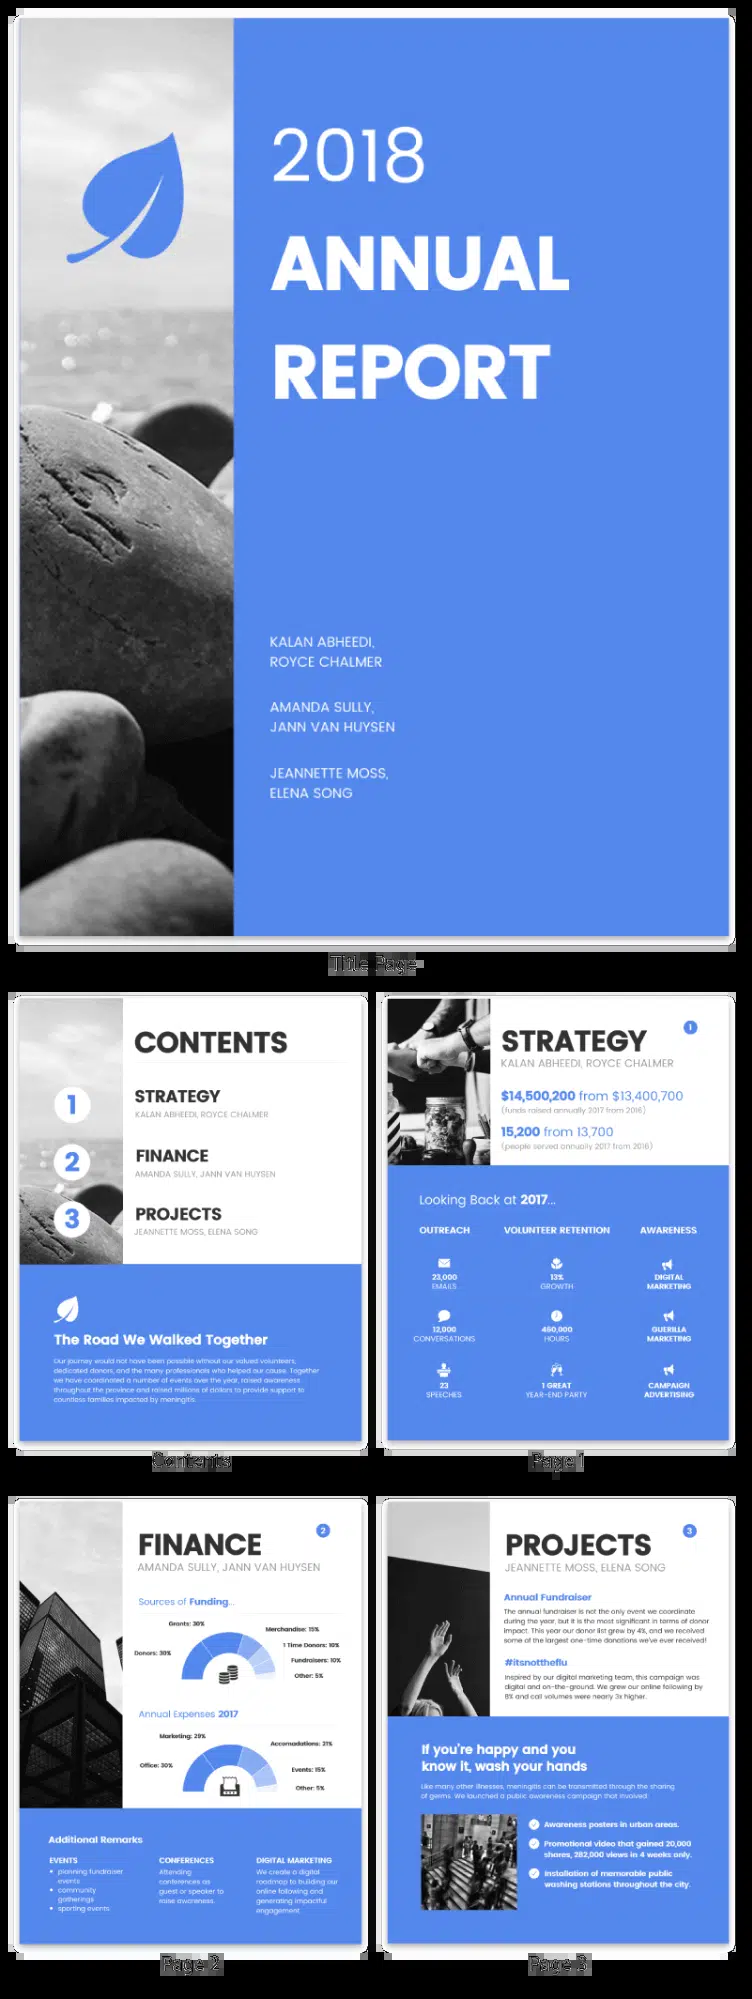 2018
ANNUAL
REPORT
KALAN ABHEEDI,
ROYCE CHALMER
AMANDA SULLY,
JANN VAN HUYSEN
JEANNETTE MOSS,
ELENA SONG
Title Page
CONTENTS
1
STRATEGY
KALAN ABHEEDI, ROYCE CHALMER
2
FINANCE
AMANDA SULLY, JANN VAN HUYSEN
3
PROJECTS
JEANNETTE MOSS, ELENA SONG
The Road We Walked Together
Our journey would not have been possible without our valued volunteers,
dedicated donors, and the many professionals who helped our cause. Together
we have coordinated a number of events over the year, raised awareness
throughout the province and raised millions of dollars to provide support to
countless families impacted by meningitis.
Contents
1
STRATEGY
KALAN ABHEEDI, ROYCE CHALMER
$14,500,200 from $13,400,700
(funds raised annually 2017 from 2016)
15,200 from 13,700
(people served annually 2017 from 2016)
Looking Back at 2017...
OUTREACH
VOLUNTEER RETENTION
AWARENESS
23,000
EMAILS
13%
GROWTH
DIGITAL
MARKETING
12,000
CONVERSATIONS
450,000
HOURS
GUERILLA
MARKETING
23
SPEECHES
1 GREAT
YEAR-END PARTY
CAMPAIGN
ADVERTISING
Page 1
2
FINANCE
AMANDA SULLY, JANN VAN HUYSEN
Sources of Funding...
Grants: 30%
Merchandise: 15%
1 Time Donors: 10%
Donors: 30%
Fundraisers: 10%
Other: 5%
Annual Expenses 2017
Marketing: 29%
Accomodations: 21%
Office: 30%
Events: 15%
Other: 5%
Additional Remarks
EVENTS
planning fundraiser
events
community
gatherings
sporting events
CONFERENCES
Attending
conferences as
guest or speaker to
raise awareness.
DIGITAL MARKETING
We create a digital
roadmap to building our
online following and
generating impactful
engagement
Page 2
3
PROJECTS
JEANNETTE MOSS, ELENA SONG
Annual Fundraiser
The annual fundraiser is not the only event we coordinate
during the year, but it is the most significant in terms of donor
impact. This year our donor list grew by 4%, and we received
some of the largest one-time donations we've ever received!
#itsnottheflu
Inspired by our digital marketing team, this campaign was
digital and on-the-ground. We grew our online following by
8% and call volumes were nearly 3x higher.
If you're happy and you
know it, wash your hands
Like many other illnesses, meningitis can be transmitted through the sharing
of germs. We launched a public awareness campaign that involved:
Awareness posters in urban areas.
Promotional video that gained 20,000
shares, 282,000 views in 4 weeks only.
Installation of memorable public
washing stations throughout the city.
Page 3